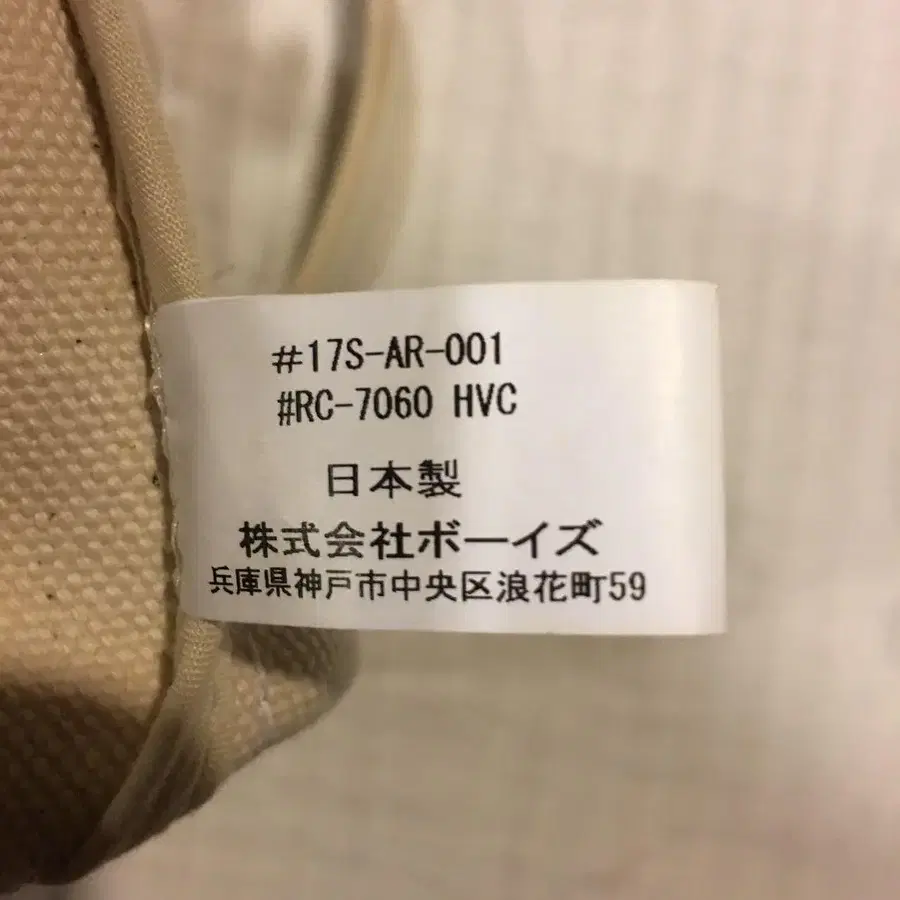 #17S-AR-001
#RC-7060 HVC
日本製
株式会社ボーイズ
兵庫県神戸市中央区浪花町59